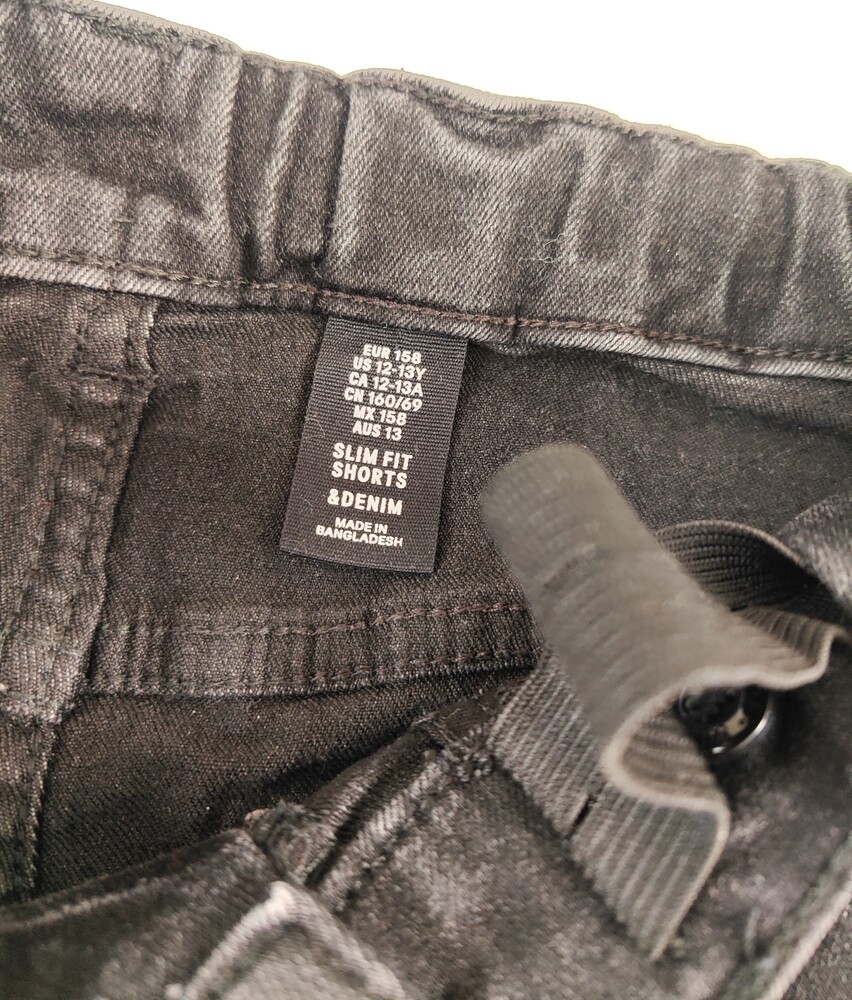 EUR 158
US 12-13Y
CA 12-13A
CN 160/69
MX 158
AUS 13
SLIM FIT
SHORTS
&DENIM
MADE IN
BANGLADESH